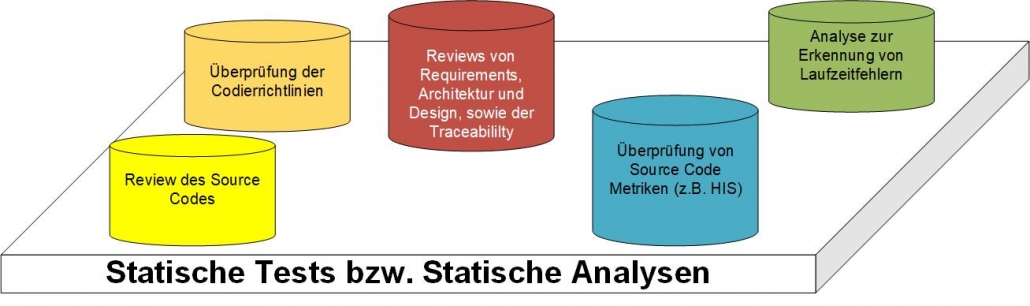 Überprüfung der
Codierrichtlinien
Reviews von
Requirements,
Architektur und
Design, sowie der
Traceabililty
Analyse zur
Erkennung von
Laufzeitfehlern
Review des Source
Codes
Überprüfung von
Source Code
Metriken (z.B. HIS)
Statische Tests bzw. Statische Analysen